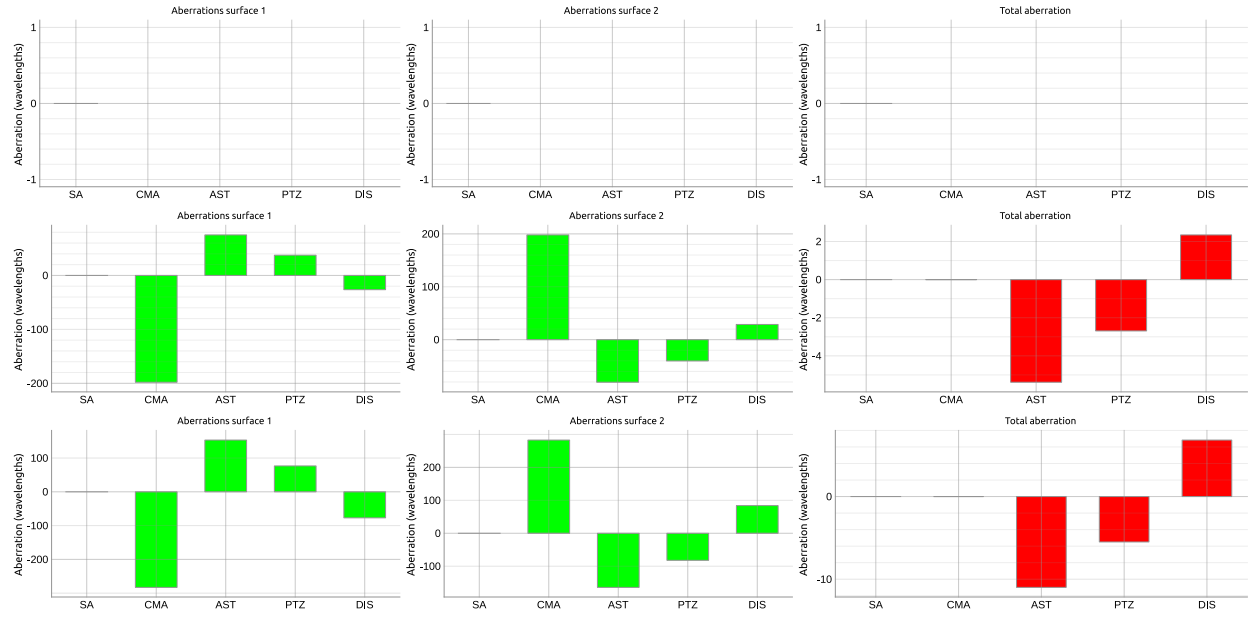 Aberrations surface 1
Aberrations surface 2
Total aberration
Aberration (wavelengths)
1
0
-1
SA CMA AST PTZ DIS
Aberration (wavelengths)
1
0
-1
SA CMA AST PTZ DIS
Aberration (wavelengths)
1
0
-1
SA CMA AST PTZ DIS
Aberrations surface 1
Aberrations surface 2
Total aberration
Aberration (wavelengths)
0
-100
-200
SA CMA AST PTZ DIS
Aberration (wavelengths)
200
100
0
SA CMA AST PTZ DIS
Aberration (wavelengths)
2
0
-2
-4
SA CMA AST PTZ DIS
Aberrations surface 1
Aberrations surface 2
Total aberration
Aberration (wavelengths)
100
0
-100
-200
SA CMA AST PTZ DIS
Aberration (wavelengths)
200
100
0
-100
SA CMA AST PTZ DIS
Aberration (wavelengths)
0
-10
SA CMA AST PTZ DIS